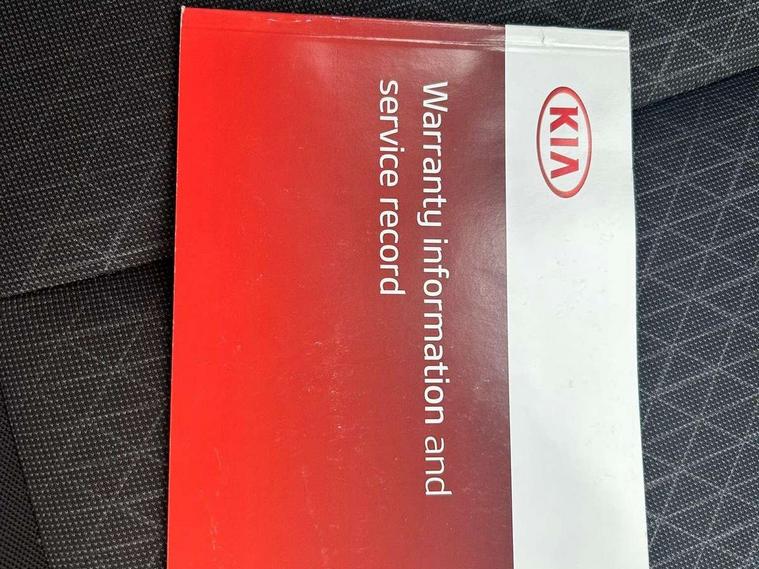 KIA
Warranty information and
service record